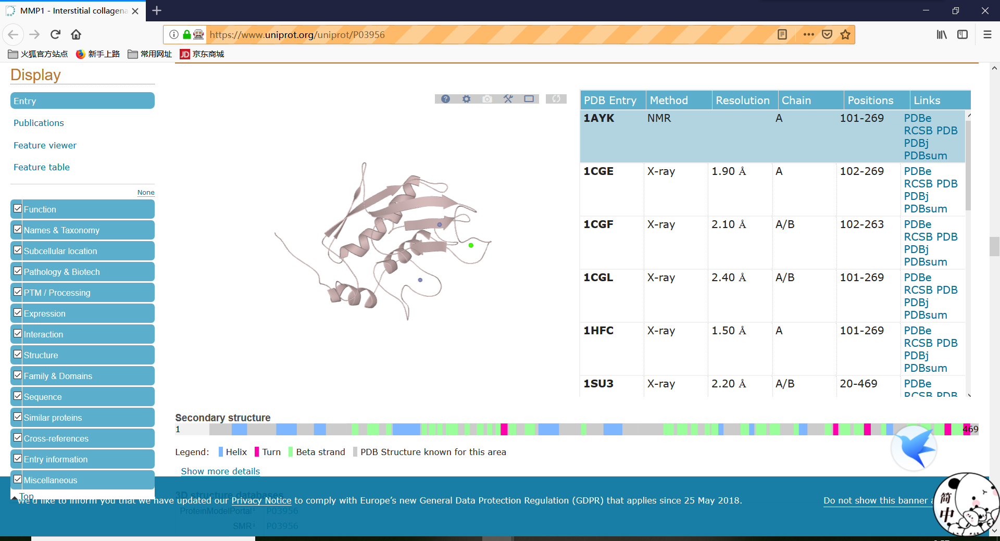 MMP1 - Interstitial collagena
https://www.uniprot.org/uniprot/P03956
火狐官方站点 新手上路 常用网址 JD 京东商城
Display
Entry
Publications
Feature viewer
Feature table
None
Function
Names & Taxonomy
Subcellular location
Pathology & Biotech
PTM / Processing
Expression
Interaction
Structure
Family & Domains
Sequence
Similar proteins
Cross-references
Entry information
Miscellaneous
Top
PDB Entry Method Resolution Chain Positions Links
1AYK NMR A 101-269 PDBe
RCSB PDB
PDBj
PDBsum
1CGE X-ray 1.90 Å A 102-269 PDBe
RCSB PDB
PDBj
PDBsum
1CGF X-ray 2.10 Å A/B 102-263 PDBe
RCSB PDB
PDBj
PDBsum
1CGL X-ray 2.40 Å A/B 101-269 PDBe
RCSB PDB
PDBj
PDBsum
1HFC X-ray 1.50 Å A 101-269 PDBe
RCSB PDB
PDBj
PDBsum
1SU3 X-ray 2.20 Å A/B 20-469 PDBe
RCSB PDB
Secondary structure
1 469
Legend: Helix Turn Beta strand PDB Structure known for this area
Show more details
3D structure databases
We'd like to inform you that we have updated our Privacy Notice to comply with Europe’s new General Data Protection Regulation (GDPR) that applies since 25 May 2018.
Do not show this banner a
ProteinModelPortal P03956
SMR P03956
简中